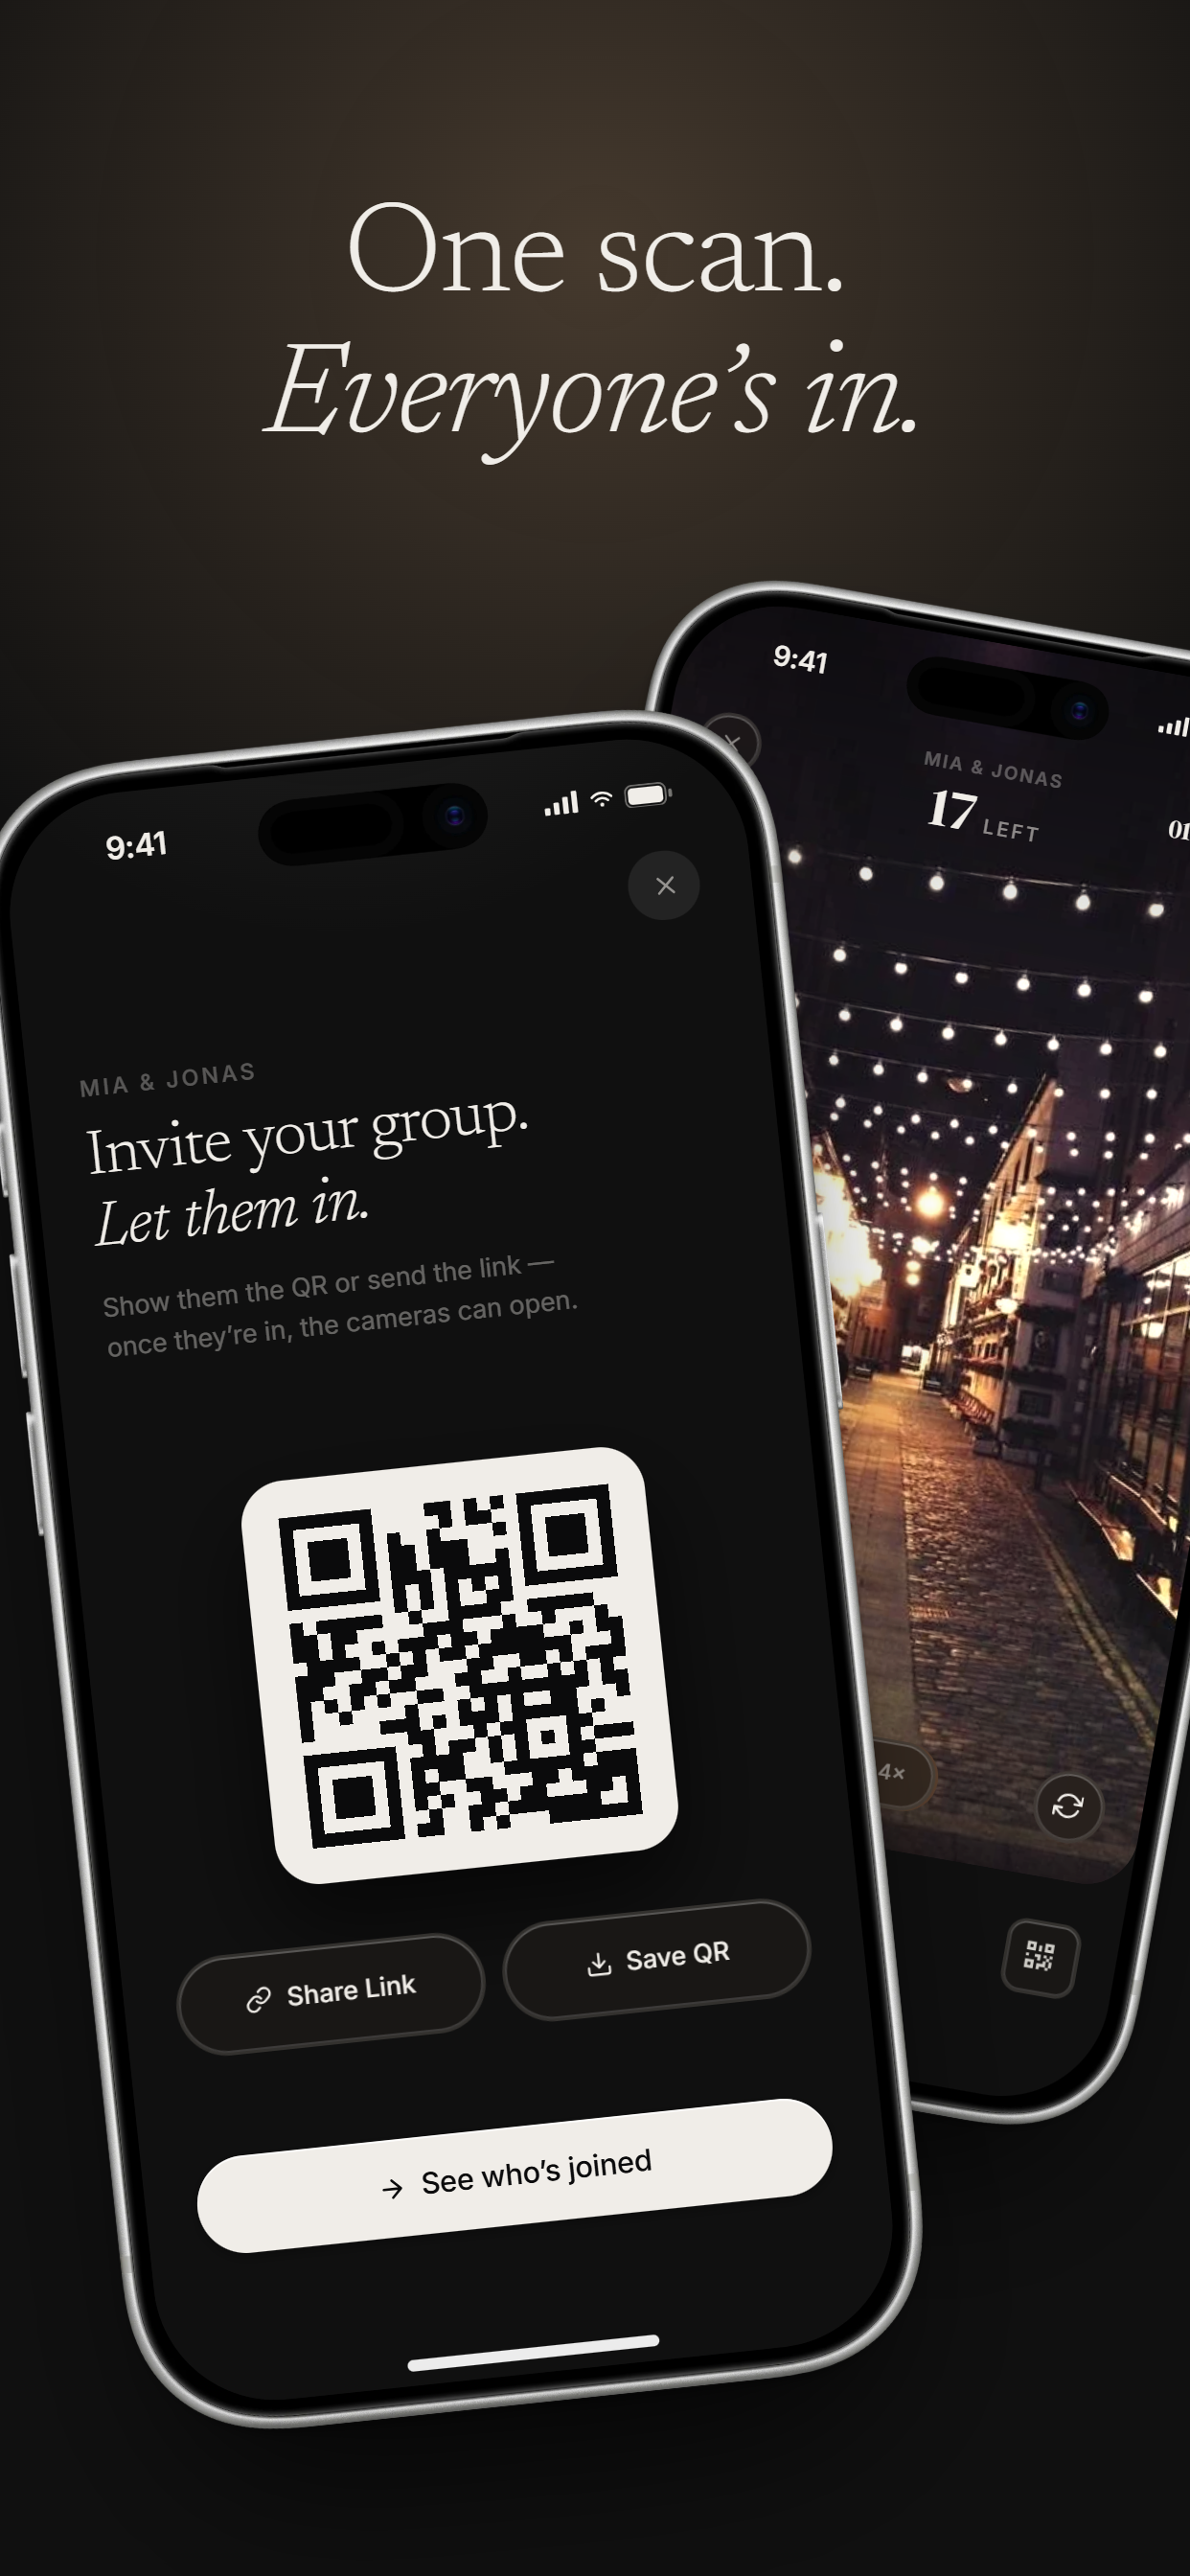 One scan.
Everyone’s in.
9:41
MIA & JONAS
17 LEFT
01
9:41
MIA & JONAS
Invite your group.
Let them in.
Show them the QR or send the link —
once they’re in, the cameras can open.
4×
Share Link
Save QR
See who’s joined